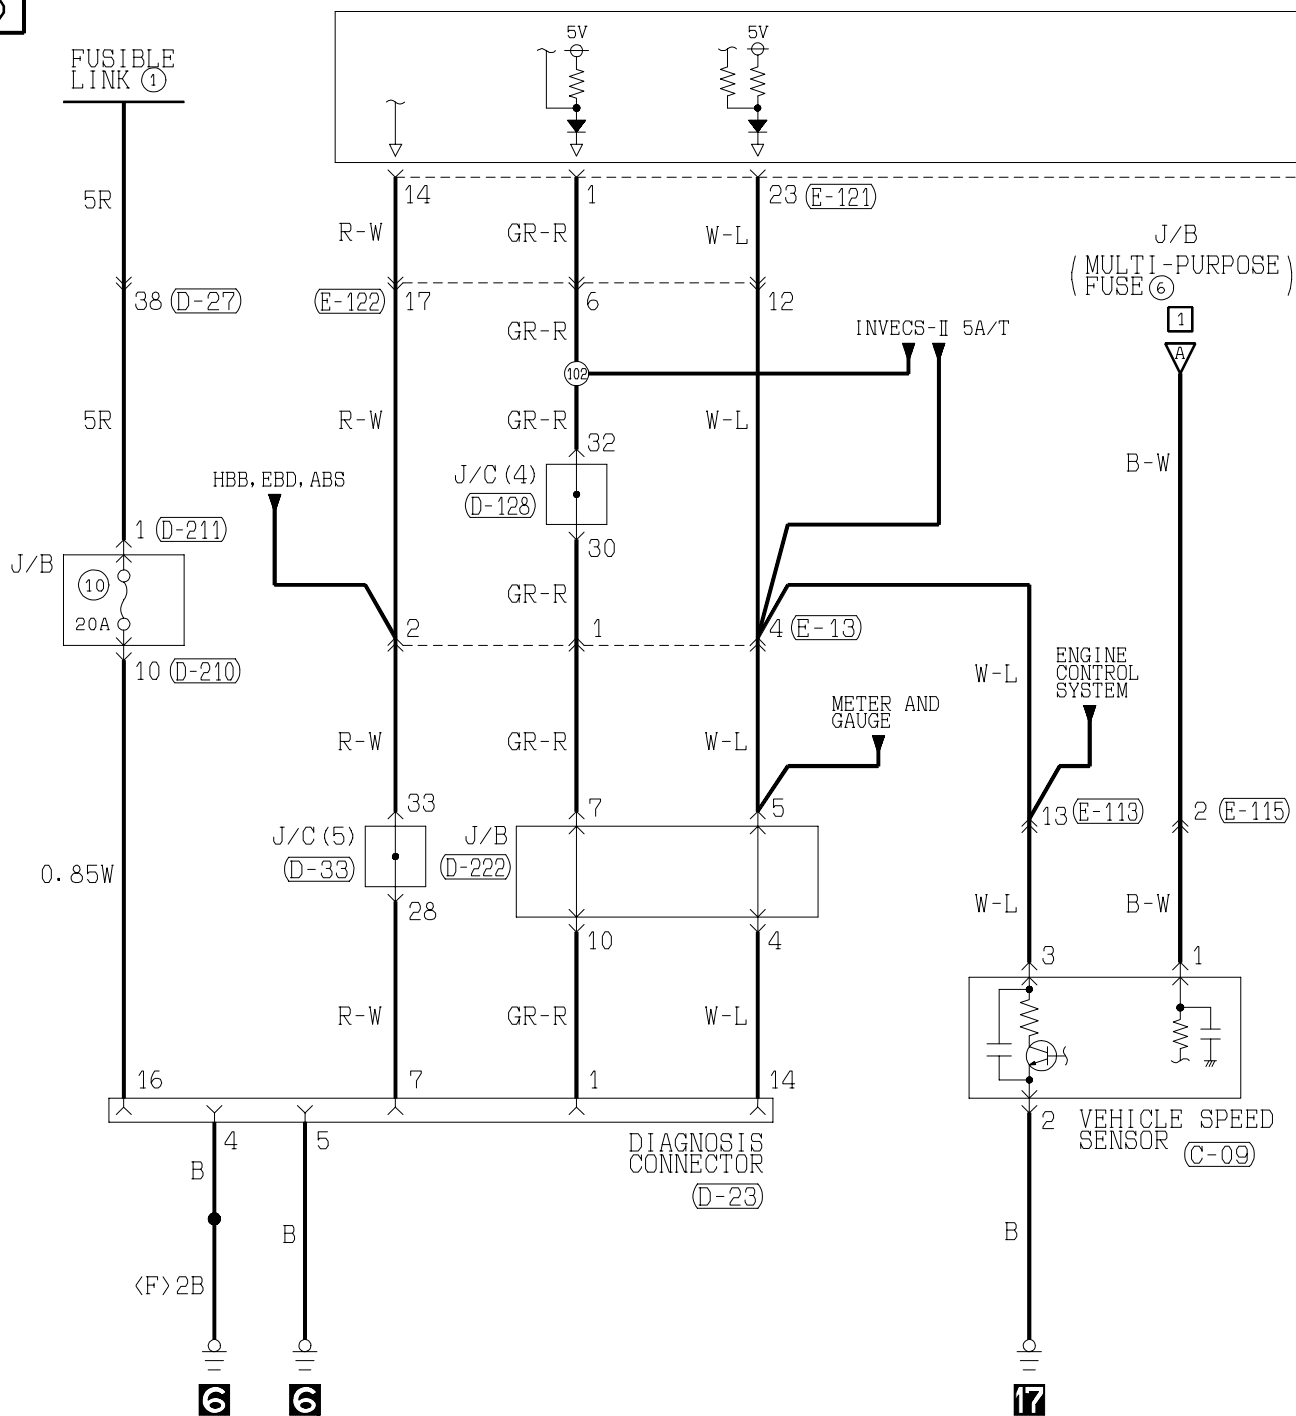 5V
5V
FUSIBLE
LINK 1
14
1
23 (E-121)
5R
R-W
GR-R
W-L
J/B
(MULTI-PURPOSE)
FUSE 6
38 (D-27)
(E-122) 17
6
12
1
A
GR-R
INVECS-Ⅱ 5A/T
102
5R
R-W
GR-R
W-L
32
B-W
J/C(4)
(D-128)
HBB, EBD, ABS
1 (D-211)
30
J/B
10
20A
GR-R
2
1
4 (E-13)
10 (D-210)
W-L
ENGINE
CONTROL
SYSTEM
METER AND
GAUGE
R-W
GR-R
W-L
33
7
5
13 (E-113)
2 (E-115)
J/C(5)
(D-33)
J/B
(D-222)
0.85W
28
W-L
B-W
10
4
3
1
R-W
GR-R
W-L
16
7
1
14
4
5
2
VEHICLE SPEED
SENSOR (C-09)
DIAGNOSIS
CONNECTOR
(D-23)
B
B
B
<F>2B
6
6
17